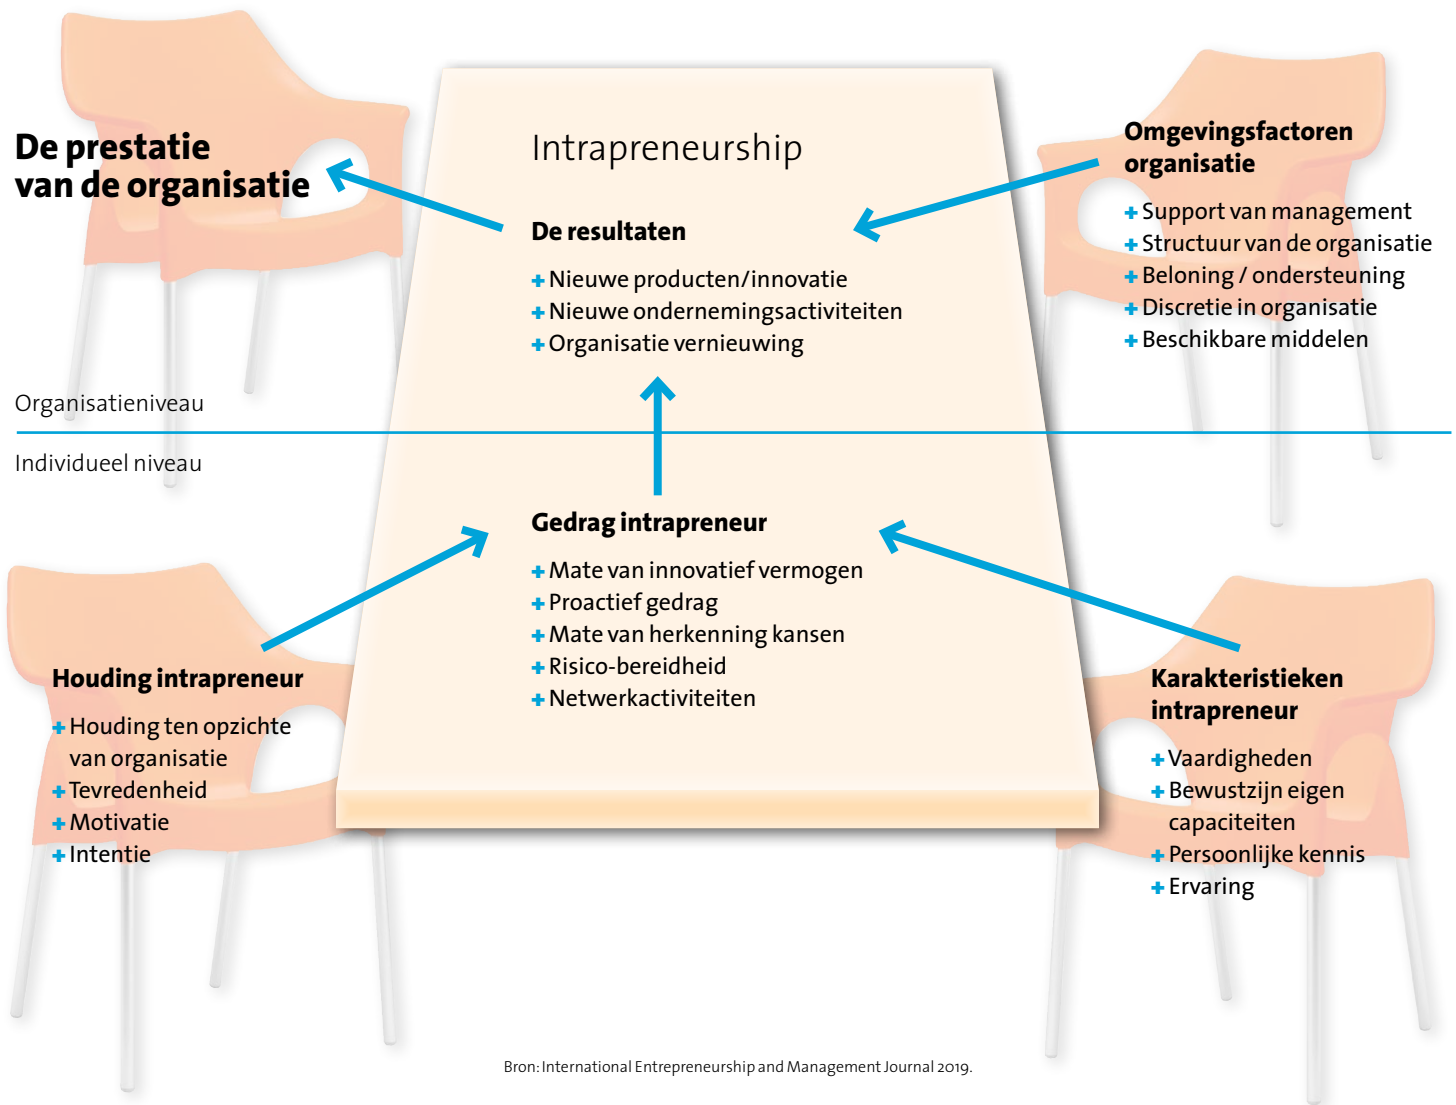 De prestatie
van de organisatie
Intrapreneurship
De resultaten
+ Nieuwe producten/innovatie
+ Nieuwe ondernemingsactiviteiten
+ Organisatie vernieuwing
Omgevingsfactoren
organisatie
+ Support van management
+ Structuur van de organisatie
+ Beloning / ondersteuning
+ Discretie in organisatie
+ Beschikbare middelen
Organisatieniveau
Individueel niveau
Gedrag intrapreneur
+ Mate van innovatief vermogen
+ Proactief gedrag
+ Mate van herkenning kansen
+ Risico-bereidheid
+ Netwerkactiviteiten
Houding intrapreneur
+ Houding ten opzichte
van organisatie
+ Tevredenheid
+ Motivatie
+ Intentie
Karakteristieken
intrapreneur
+ Vaardigheden
+ Bewustzijn eigen
capaciteiten
+ Persoonlijke kennis
+ Ervaring
Bron: International Entrepreneurship and Management Journal 2019.